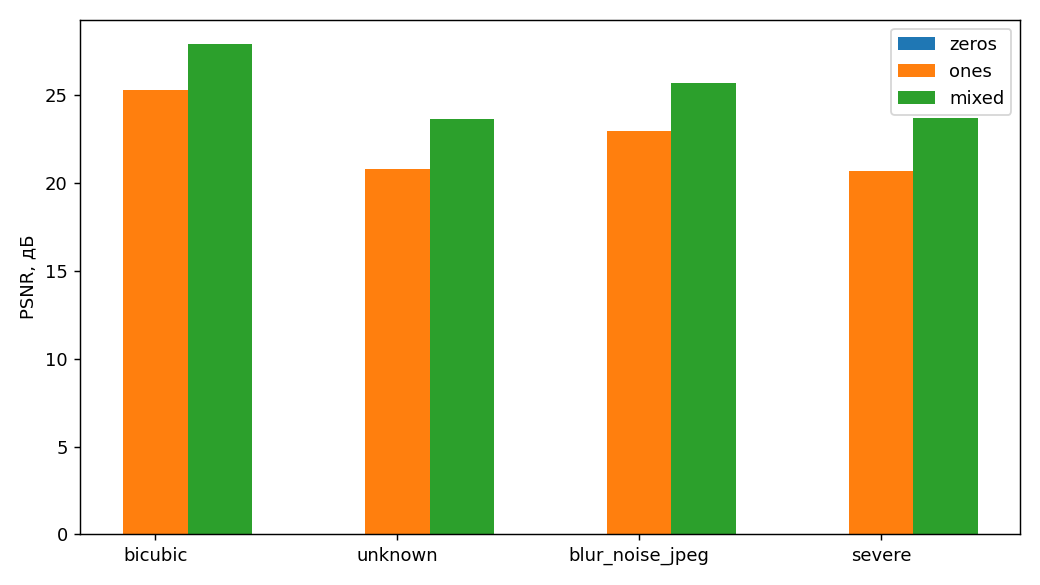 zeros
ones
mixed
PSNR, дБ
25
20
15
10
5
0
bicubic
unknown
blur_noise_jpeg
severe